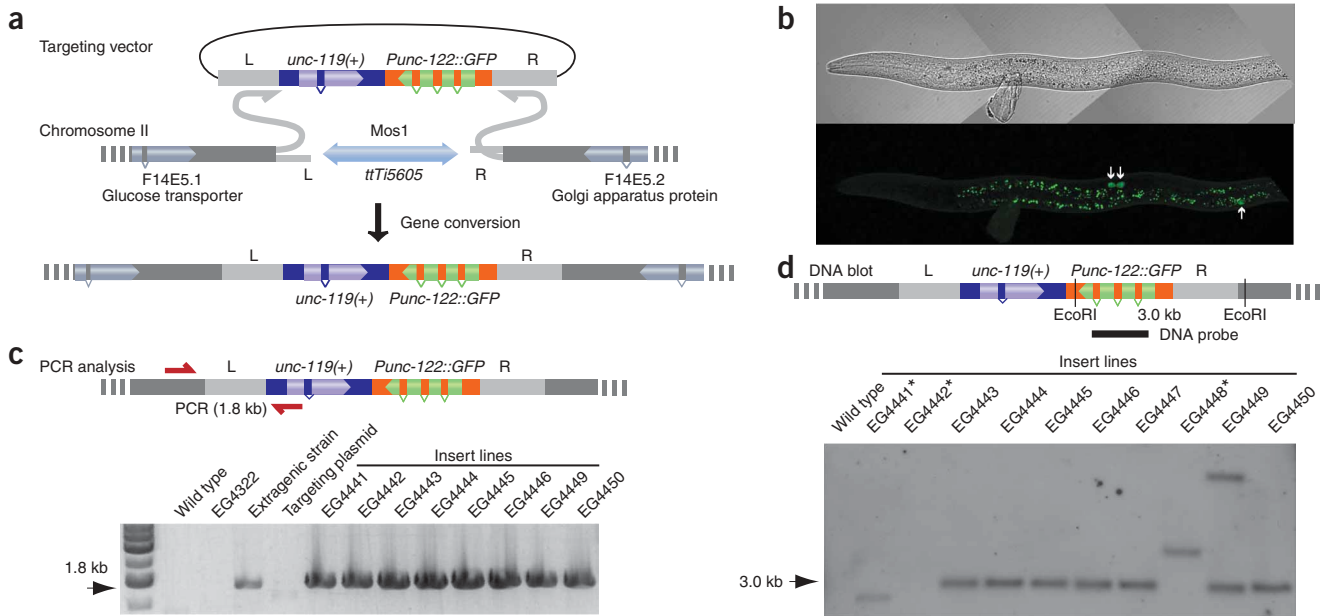 a
Targeting vector
L unc-119(+) Punc-122::GFP R
Chromosome II
Mos1
L ttTi5605 R
F14E5.1
Glucose transporter
F14E5.2
Golgi apparatus protein
Gene conversion
L R
unc-119(+) Punc-122::GFP
b
c
PCR analysis
L unc-119(+) Punc-122::GFP R
PCR (1.8 kb)
Insert lines
Wild type
EG4322
Extragenic strain
Targeting plasmid
EG4441
EG4442
EG4443
EG4444
EG4445
EG4446
EG4449
EG4450
1.8 kb
d
DNA blot L unc-119(+) Punc-122::GFP R
EcoRI 3.0 kb EcoRI
DNA probe
Insert lines
Wild type
EG4441*
EG4442*
EG4443
EG4444
EG4445
EG4446
EG4447
EG4448*
EG4449
EG4450
3.0 kb